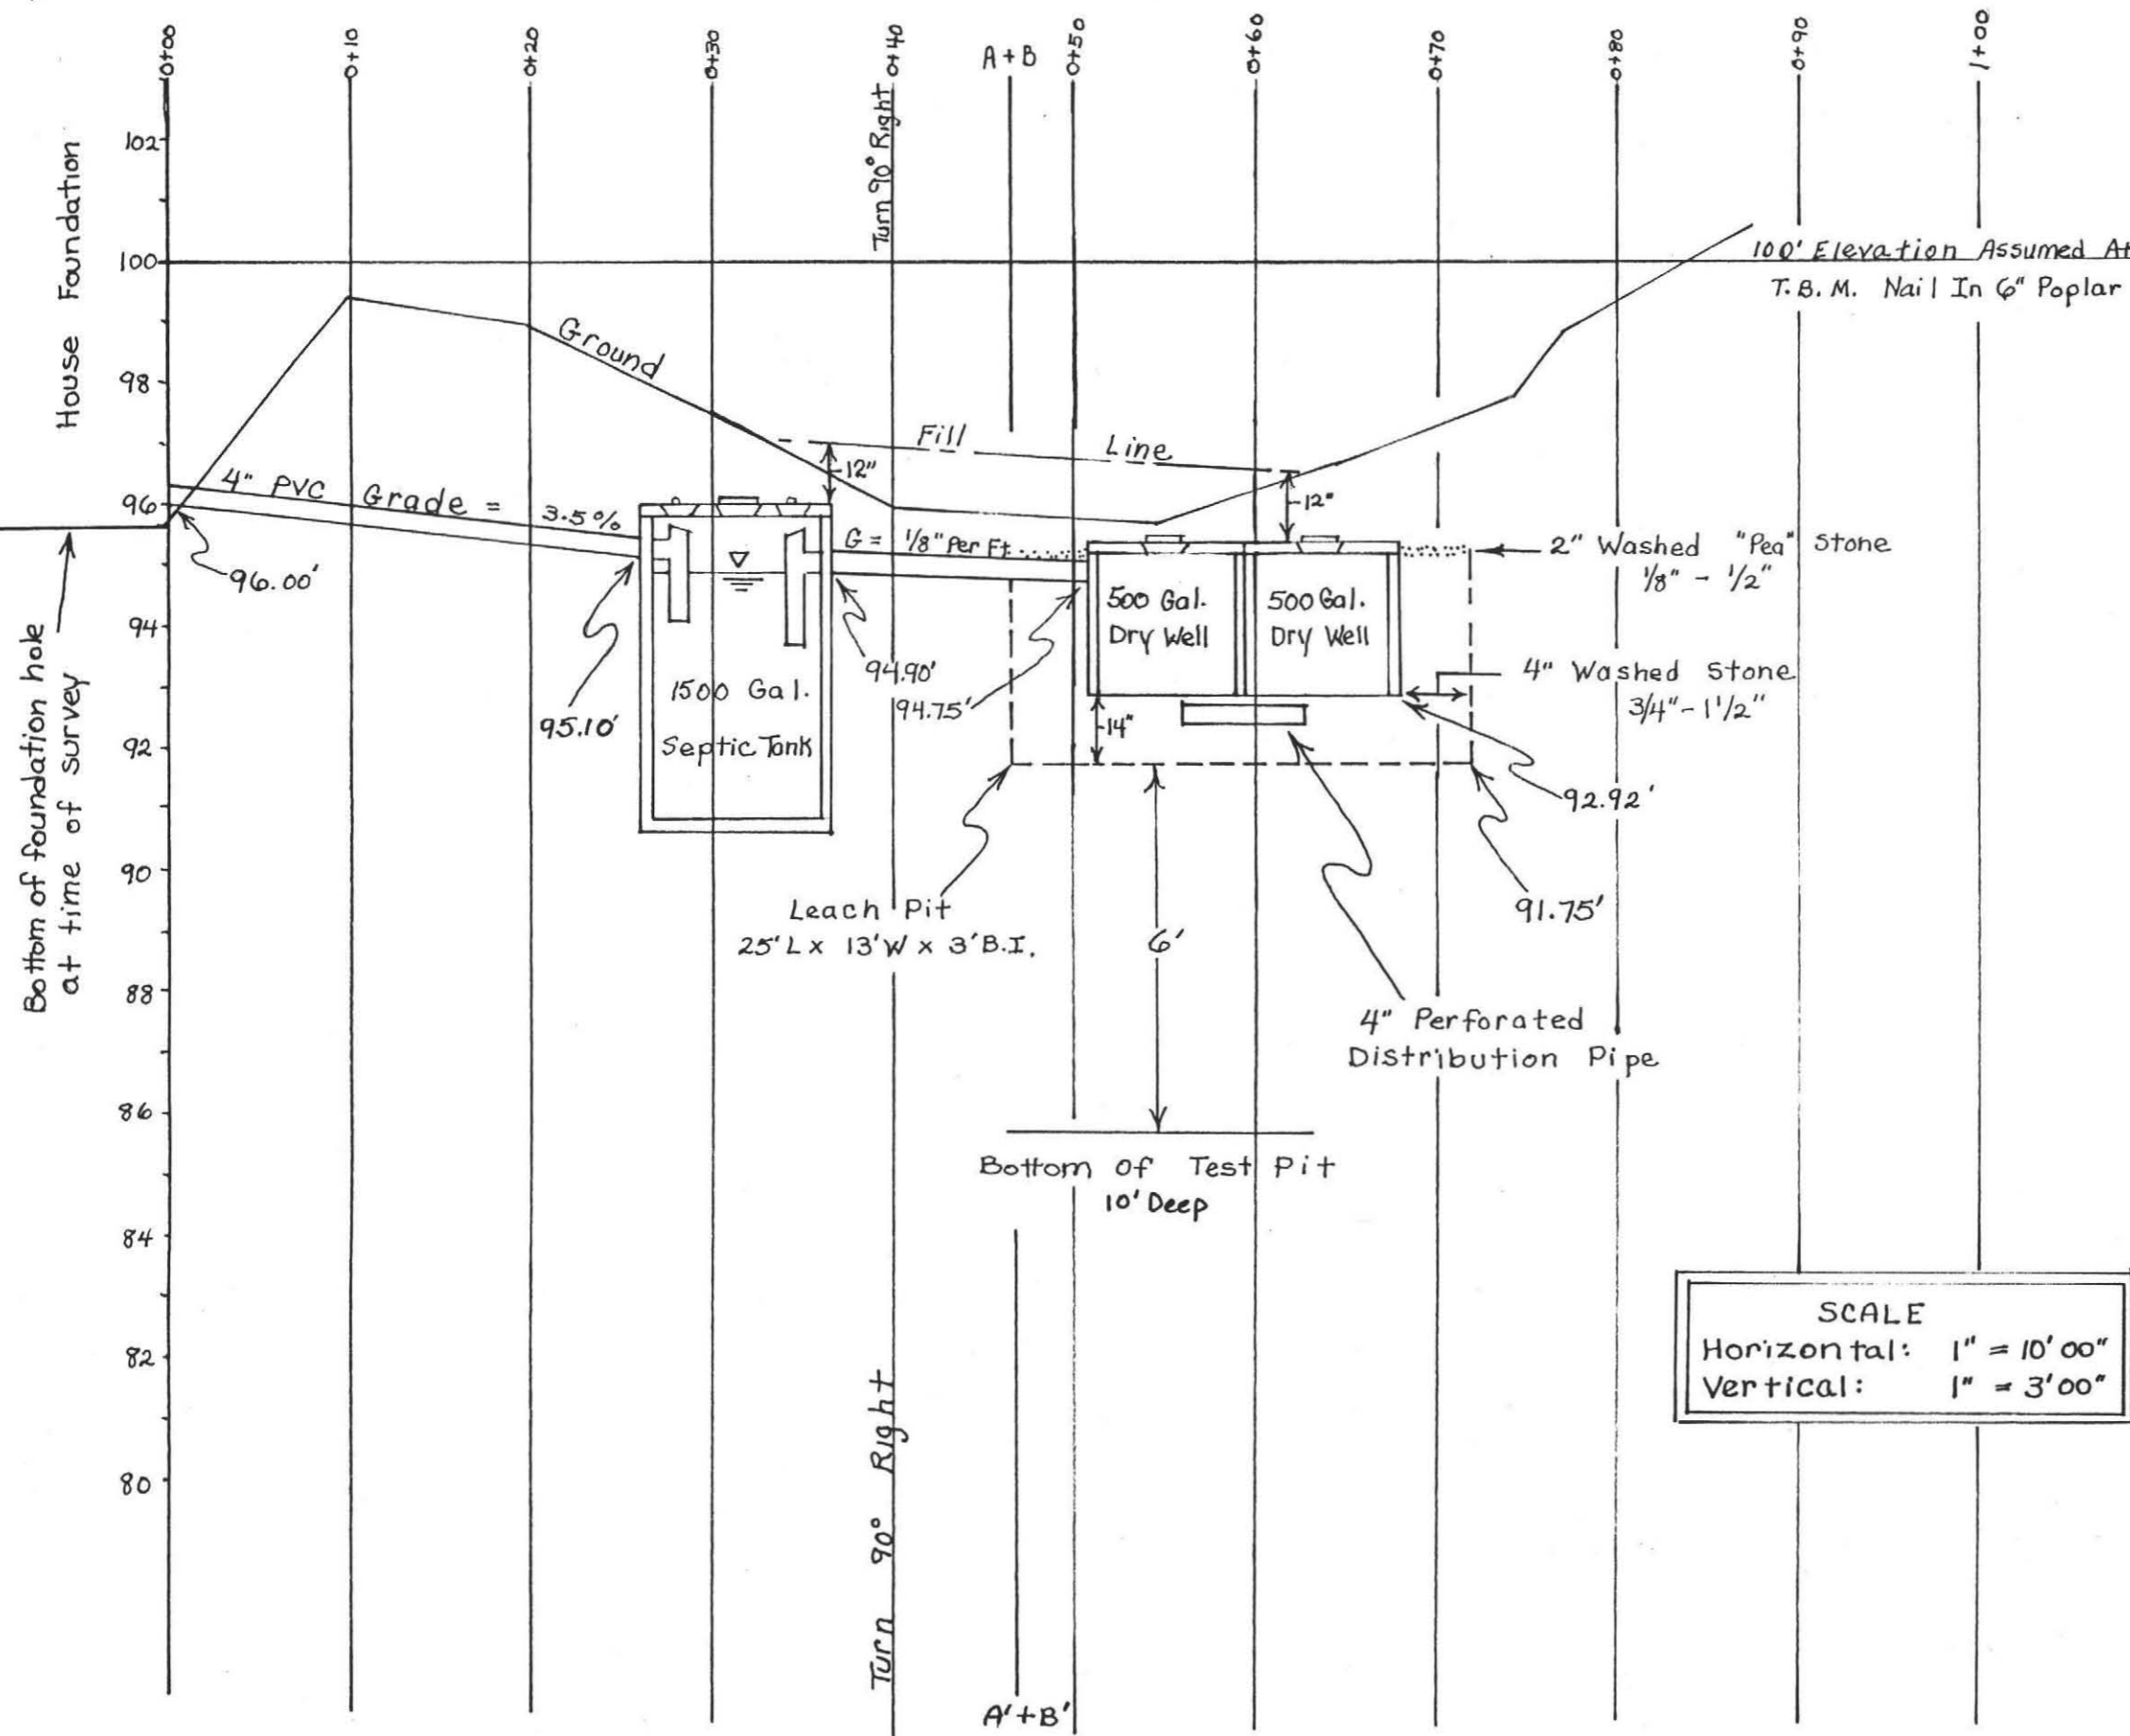 0+00
0+10
0+20
0+30
0+40
A + B
0+50
0+60
0+70
0+80
0+90
1+00
Turn 90° Right
House Foundation
102
100
98
96
94
92
90
88
86
84
82
80
100' Elevation Assumed At
T.B.M. Nail In 6" Poplar
Ground
Fill Line
12"
12"
4" PVC Grade = 3.5%
G = 1/8" Per Ft.
96.00'
95.10'
94.90'
94.75'
1500 Gal.
Septic Tank
500 Gal.
Dry Well
500 Gal.
Dry Well
2" Washed "Pea" Stone
1/8" - 1/2"
4" Washed Stone
3/4" - 1 1/2"
14"
92.92'
91.75'
Bottom of foundation hole
at time of survey
Leach Pit
25' L x 13' W x 3' B.I.
6'
4" Perforated
Distribution Pipe
Bottom Of Test Pit
10' Deep
SCALE
Horizontal: 1" = 10' 00"
Vertical: 1" = 3' 00"
Turn 90° Right
A' + B'